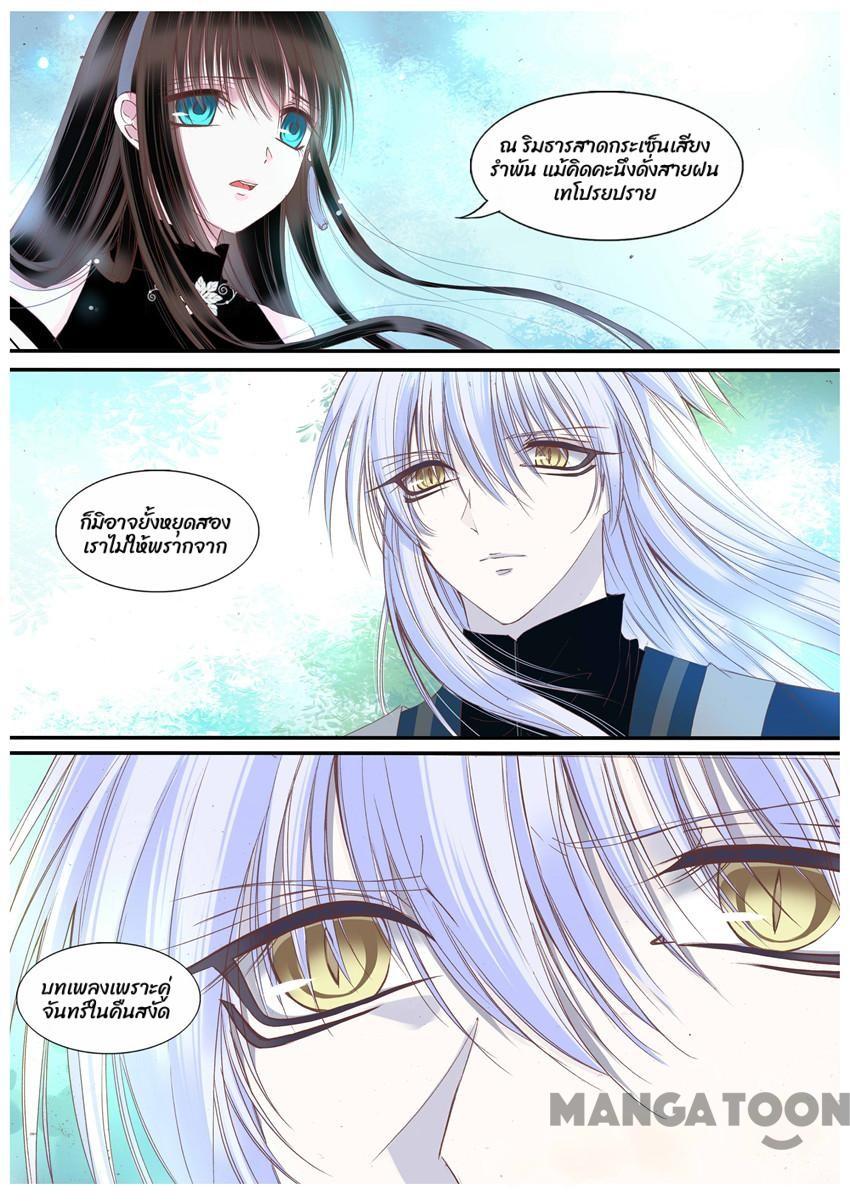 ณ ริมธารสาดกระเซ็นเสียง
รำพัน แม้คิดคะนึงดั่งสายฝน
เทโปรยปราย
ก็มิอาจยั้งหยุดสอง
เราไม่ให้พรากจาก
บทเพลงเพราะคู่
จันทร์ในคืนสงัด
MANGATOON